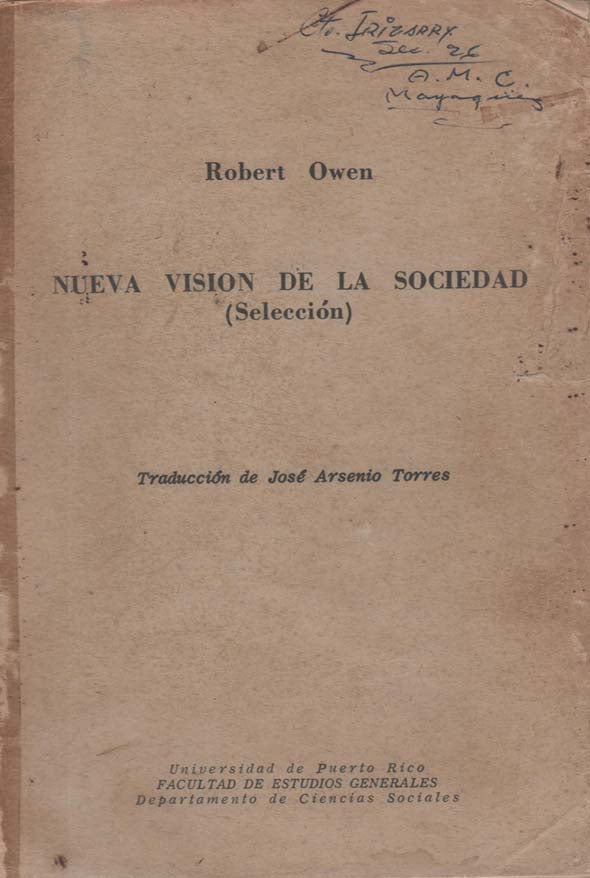 Irizarry
Sec. 26
A. M. C.
Mayagüez
Robert Owen
NUEVA VISION DE LA SOCIEDAD
(Selección)
Traducción de José Arsenio Torres
Universidad de Puerto Rico
FACULTAD DE ESTUDIOS GENERALES
Departamento de Ciencias Sociales